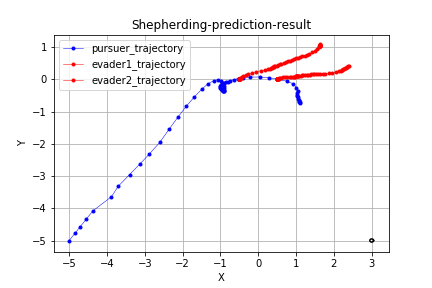 Shepherding-prediction-result
pursuer_trajectory
evader1_trajectory
evader2_trajectory
1
0
−1
−2
−3
−4
−5
Y
−5 −4 −3 −2 −1 0 1 2 3
X